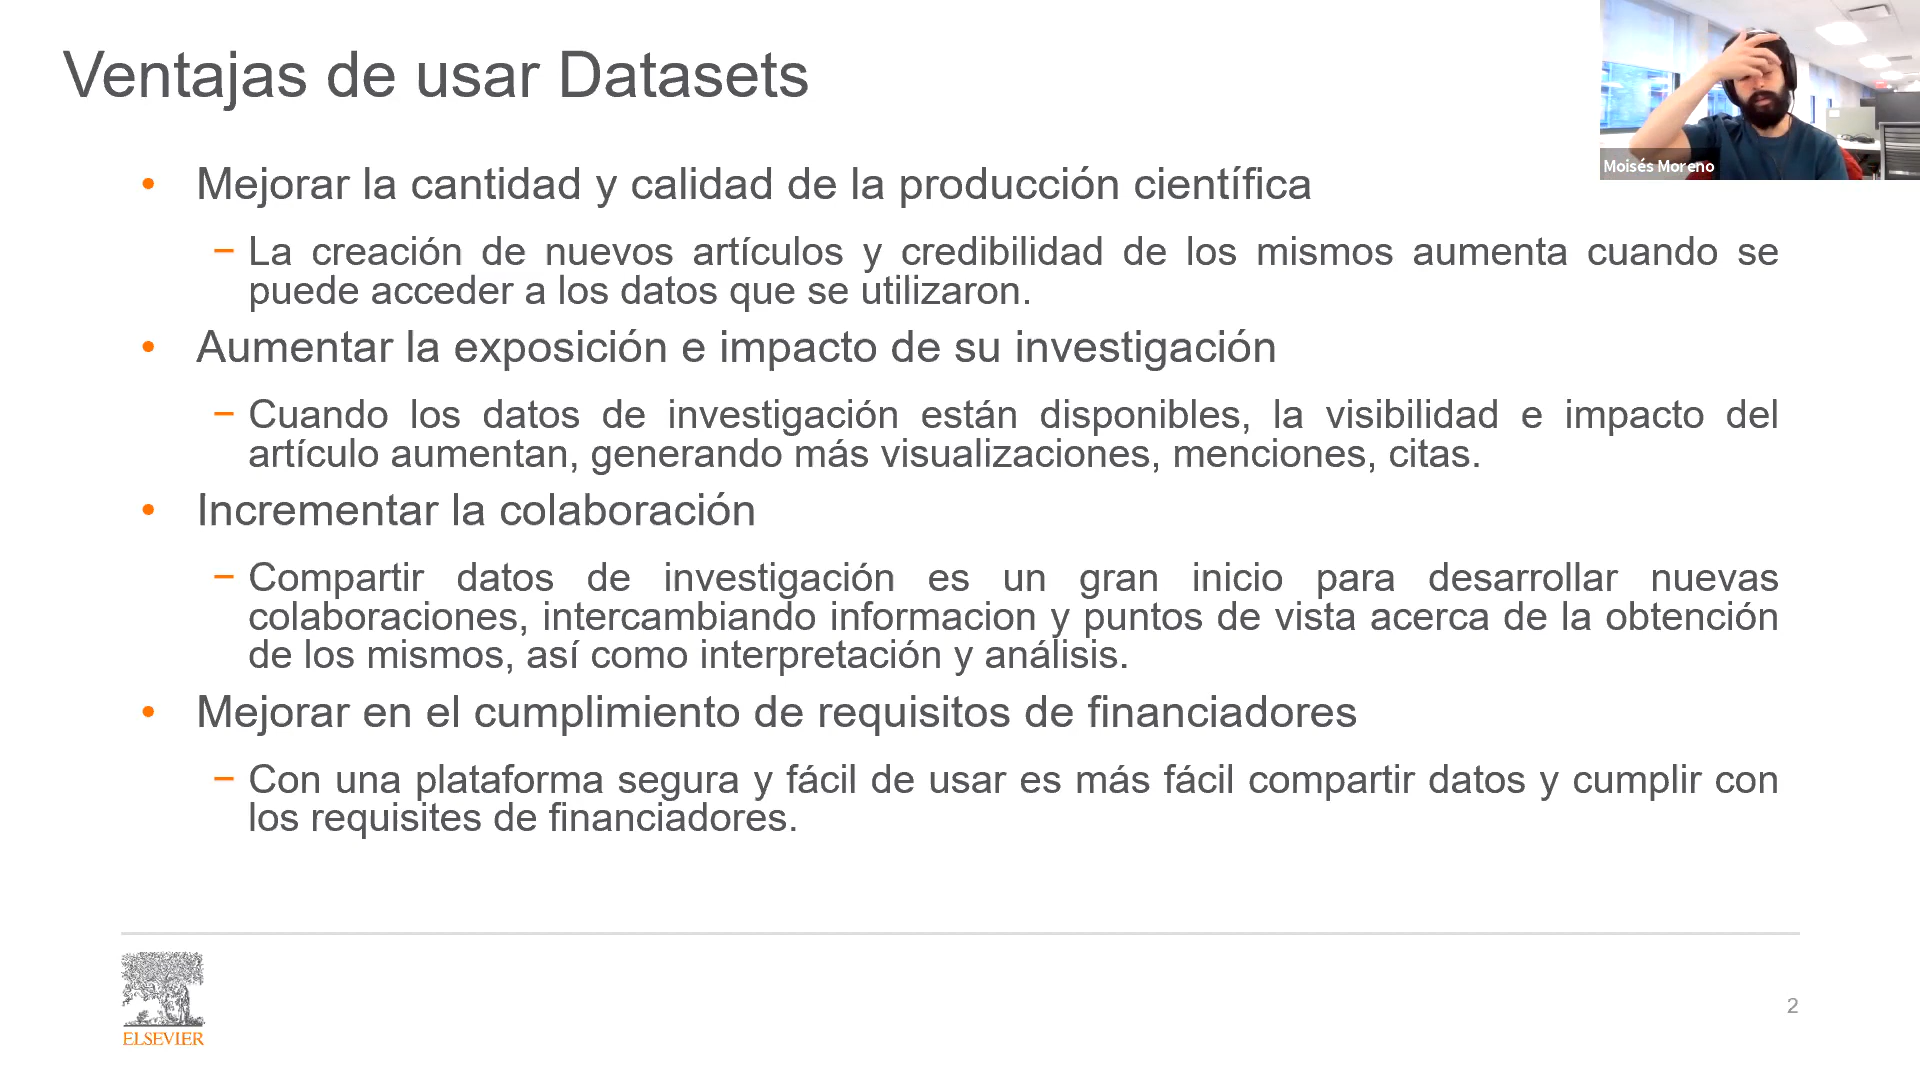 Ventajas de usar Datasets
Moisés Moreno
• Mejorar la cantidad y calidad de la producción científica
– La creación de nuevos artículos y credibilidad de los mismos aumenta cuando se
puede acceder a los datos que se utilizaron.
• Aumentar la exposición e impacto de su investigación
– Cuando los datos de investigación están disponibles, la visibilidad e impacto del
artículo aumentan, generando más visualizaciones, menciones, citas.
• Incrementar la colaboración
– Compartir datos de investigación es un gran inicio para desarrollar nuevas
colaboraciones, intercambiando informacion y puntos de vista acerca de la obtención
de los mismos, así como interpretación y análisis.
• Mejorar en el cumplimiento de requisitos de financiadores
– Con una plataforma segura y fácil de usar es más fácil compartir datos y cumplir con
los requisites de financiadores.
ELSEVIER
2